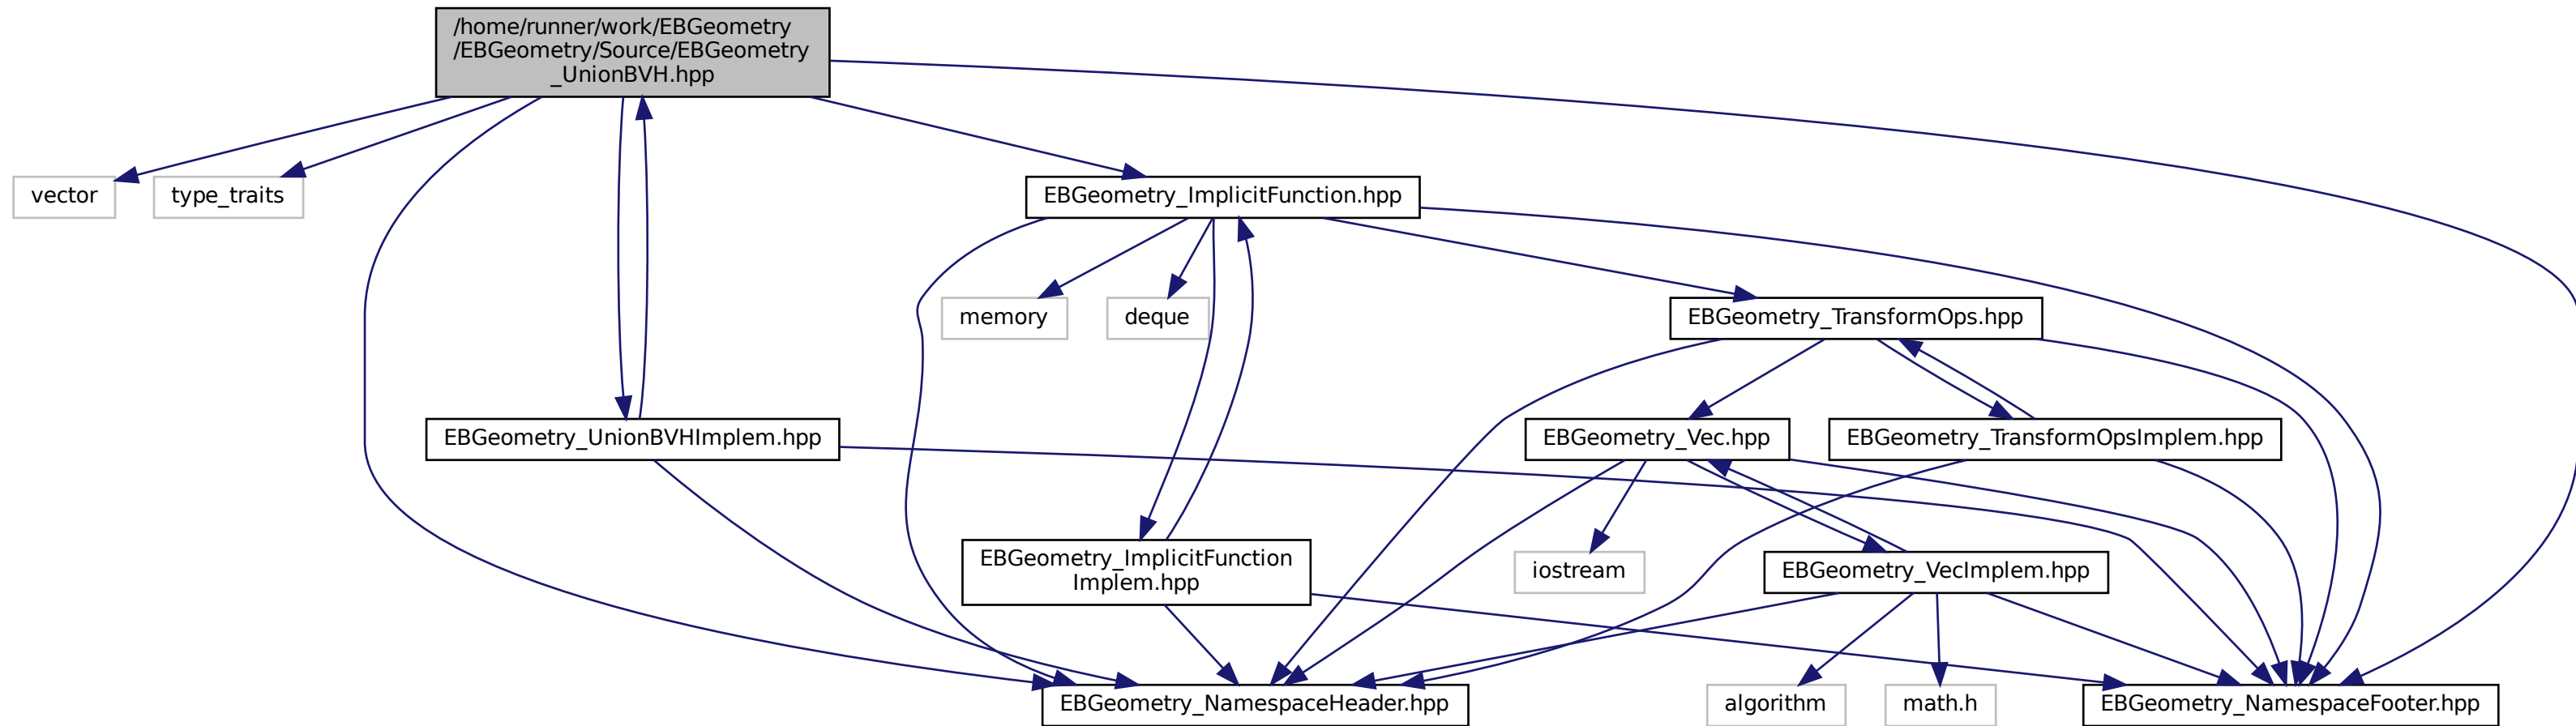 /home/runner/work/EBGeometry
/EBGeometry/Source/EBGeometry
_UnionBVH.hpp
vector
type_traits
EBGeometry_ImplicitFunction.hpp
memory
deque
EBGeometry_TransformOps.hpp
EBGeometry_UnionBVHImplem.hpp
EBGeometry_Vec.hpp
EBGeometry_TransformOpsImplem.hpp
EBGeometry_ImplicitFunction
Implem.hpp
iostream
EBGeometry_VecImplem.hpp
EBGeometry_NamespaceHeader.hpp
algorithm
math.h
EBGeometry_NamespaceFooter.hpp